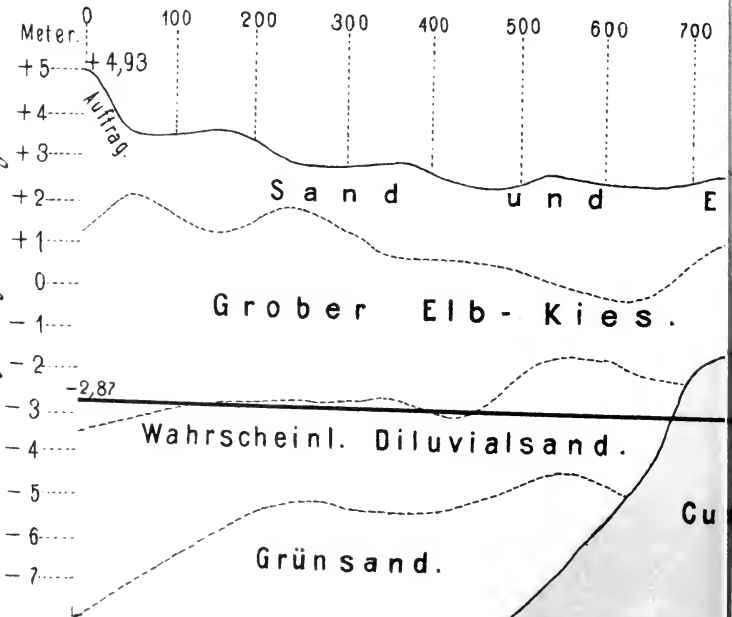 Meter. 0 100 200 300 400 500 600 700
+ 4,93
+ 5
Auftrag.
+ 4
+ 3
Sand und E
+ 2
+ 1
0
Grober Elb-Kies.
- 1
- 2
-2,87
- 3
Wahrscheinl. Diluvialsand.
- 4
- 5
Cu
- 6
Grünsand.
- 7